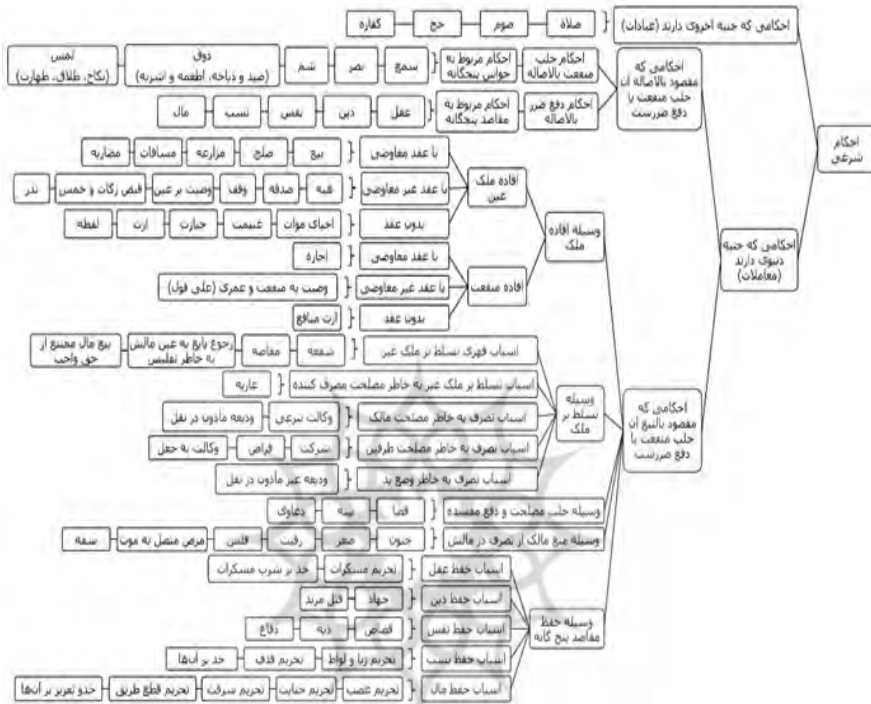 احکام شرعی
احکامی که جنبه اخروی دارند (عبادات)
صلاة
صوم
حج
کفاره
احکامی که جنبه دنیوی دارند (معاملات)
احکامی که مقصود بالاصاله آن جلب منفعت یا دفع ضررست
احکام جلب منفعت بالاصاله
احکام مربوط به حواس پنجگانه
سمع
بصر
شم
ذوق (صید و ذباحه، اطعمه و اشربه)
لمس (نکاح، طلاق، طهارت)
احکام دفع ضرر بالاصاله
احکام مربوط به مقاصد پنجگانه
عقل
دین
نفس
نسب
مال
احکامی که مقصود بالتبع آن جلب منفعت یا دفع ضررست
وسیله افاده ملک
افاده ملک عین
با عقد معاوضی
بیع
صلح
مزارعه
مساقات
مضاربه
با عقد غیر معاوضی
هبه
صدقه
وقف
وصیت بر عین
قبض زکات و خمس
نذر
بدون عقد
احیای موات
غنیمت
حیازت
ارث
لقطه
افاده منفعت
با عقد معاوضی
اجاره
با عقد غیر معاوضی
وصیت به منفعت و عمری (علی قول)
بدون عقد
ارث منافع
وسیله تسلط بر ملک
اسباب قهری تسلط بر ملک غیر
شفعه
مقاصه
رجوع بایع به عین مالش به خاطر تفلیس
بیع مال ممتنع از حق واجب
اسباب تسلط بر ملک غیر به خاطر مصلحت مصرف کننده
عاریه
اسباب تصرف به خاطر مصلحت مالک
وکالت تبرعی
ودیعه مأذون در نقل
اسباب تصرف به خاطر مصلحت طرفین
شرکت
قراض
وکالت به جعل
اسباب تصرف به خاطر وضع ید
ودیعه غیر مأذون در نقل
وسیله جلب مصلحت و دفع مفسده
قضا
بینه
دعاوی
وسیله منع مالک از تصرف در مالش
جنون
صغر
رقیت
فلس
مرض متصل به موت
سفه
وسیله حفظ مقاصد پنج گانه
اسباب حفظ عقل
تحریم مسکرات
حد بر شرب مسکرات
اسباب حفظ دین
جهاد
قتل مرتد
اسباب حفظ نفس
قصاص
دیه
دفاع
اسباب حفظ نسب
تحریم زنا و لواط
تحریم قذف
حد بر آن‌ها
اسباب حفظ مال
تحریم غصب
تحریم خیانت
تحریم سرقت
تحریم قطع طریق
حدو تعزیر بر آن‌ها